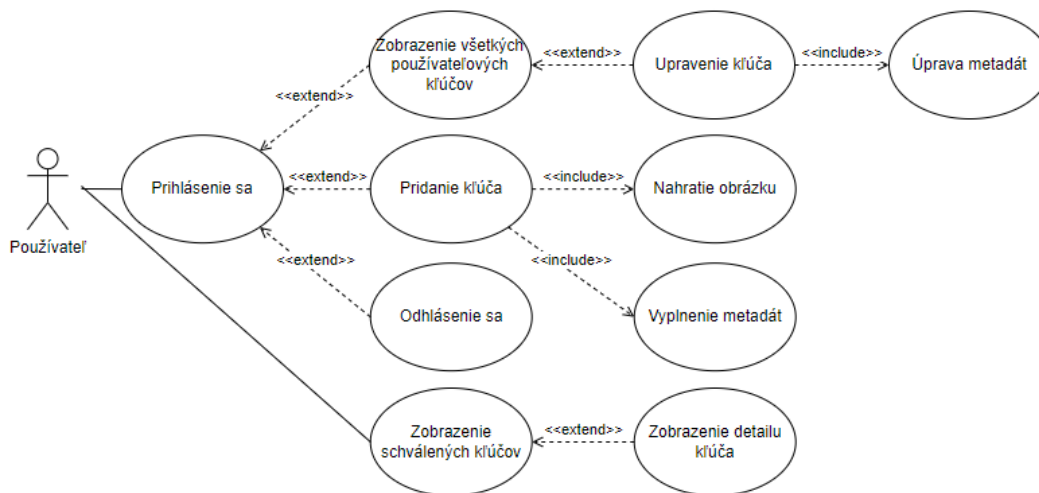 Zobrazenie všetkých
používateľových
kľúčov
<<extend>>
Upravenie kľúča
<<include>>
Úprava metadát
<<extend>>
Používateľ
Prihlásenie sa
<<extend>>
Pridanie kľúča
<<include>>
Nahratie obrázku
<<extend>>
<<include>>
Odhlásenie sa
Vyplnenie metadát
Zobrazenie
schválených kľúčov
<<extend>>
Zobrazenie detailu
kľúča